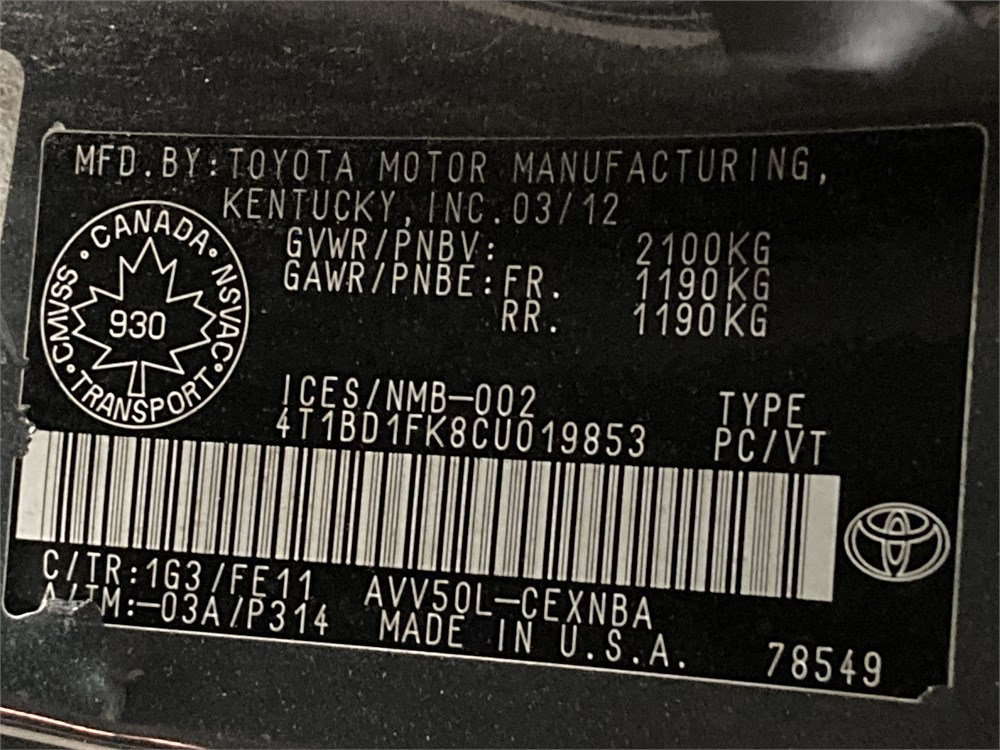 MFD.BY:TOYOTA MOTOR MANUFACTURING,
KENTUCKY, INC. 03/12
GVWR/PNBV: 2100KG
GAWR/PNBE:FR. 1190KG
RR. 1190KG
·CANADA·NSVAC·TRANSPORT·CMVSS
930
ICES/NMB-002
4T1BD1FK8CU019853
TYPE
PC/VT
C/TR:1G3/FE11 AVV50L-CEXNBA
A/TM:-03A/P314 MADE IN U.S.A. 78549